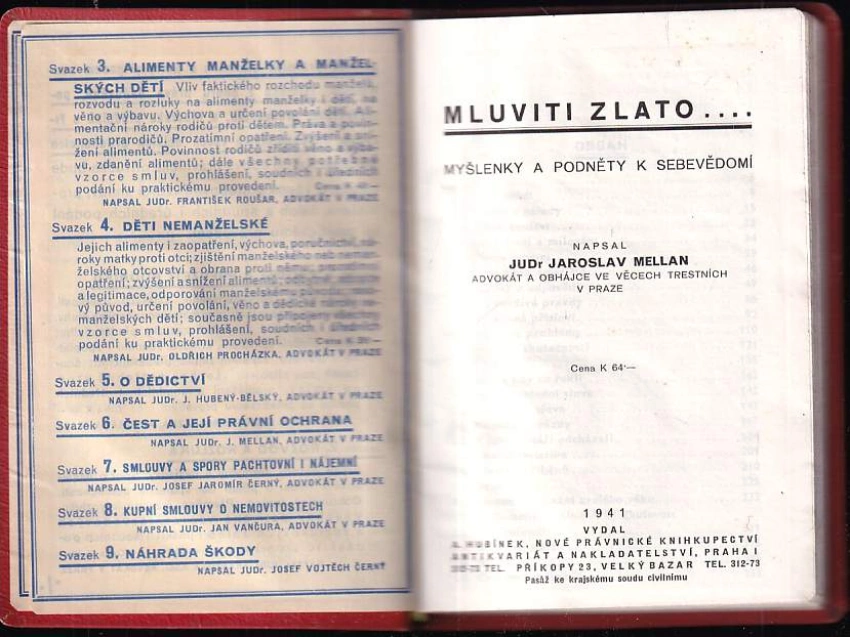 Svazek 3. ALIMENTY MANŽELKY A MANŽEL-
SKÝCH DĚTÍ Vliv faktického rozchodu manželů,
rozvodu a rozluky na alimenty manželky i dětí, na
věno a výbavu. Výchova a určení povolání dětí. Ali-
mentační nároky rodičů proti dětem. Práva a povin-
nosti prarodičů. Prozatimní opatření. Zvýšení a sní-
žení alimentů. Povinnost rodičů zříditi věno a výba-
vu, zdanění alimentů; dále všechny potřebné
vzorce smluv, prohlášení, soudních i úředních
podání ku praktickému provedení. Cena K
NAPSAL JUDr. FRANTIŠEK ROUŠAR, ADVOKÁT V PRAZE
Svazek 4. DĚTI NEMANŽELSKÉ
Jejich alimenty i zaopatření, výchova, poručnictví, ná-
roky matky proti otci; zjištění manželského neb neman-
želského otcovství a obrana proti němu;
opatření; zvýšení a snížení alimentů;
a legitimace, odporování manželskému původu,
vý původ, určení povolání, věno a dědické nároky ne-
manželských dětí; současně jsou připojeny všechny
vzorce smluv, prohlášení, soudních i úředních
podání ku praktickému provedení. Cena K
NAPSAL JUDr. OLDŘICH PROCHÁZKA, ADVOKÁT V PRAZE
Svazek 5. O DĚDICTVÍ
NAPSAL JUDr. J. HUBENÝ-BĚLSKÝ, ADVOKÁT V PRAZE
Svazek 6. ČEST A JEJÍ PRÁVNÍ OCHRANA
NAPSAL JUDr. J. MELLAN, ADVOKÁT V PRAZE
Svazek 7. SMLOUVY A SPORY PACHTOVNÍ I NÁJEMNÍ
NAPSAL JUDr. JOSEF JAROMÍR ČERNÝ, ADVOKÁT V PRAZE
Svazek 8. KUPNÍ SMLOUVY O NEMOVITOSTECH
NAPSAL JUDr. JAN VANČURA, ADVOKÁT V PRAZE
Svazek 9. NÁHRADA ŠKODY
NAPSAL JUDr. JOSEF VOJTĚCH ČERNÝ
MLUVITI ZLATO....
MYŠLENKY A PODNĚTY K SEBEVĚDOMÍ
NAPSAL
JUDr JAROSLAV MELLAN
ADVOKÁT A OBHÁJCE VE VĚCECH TRESTNÍCH
V PRAZE
Cena K 64·—
1941
VYDAL
A. HUBÍNEK, NOVÉ PRÁVNICKÉ KNIHKUPECTVÍ
ANTIKVARIÁT A NAKLADATELSTVÍ, PRAHA I
312-73 TEL. PŘÍKOPY 23, VELKÝ BAZAR TEL. 312-73
Pasáž ke krajskému soudu civilnímu